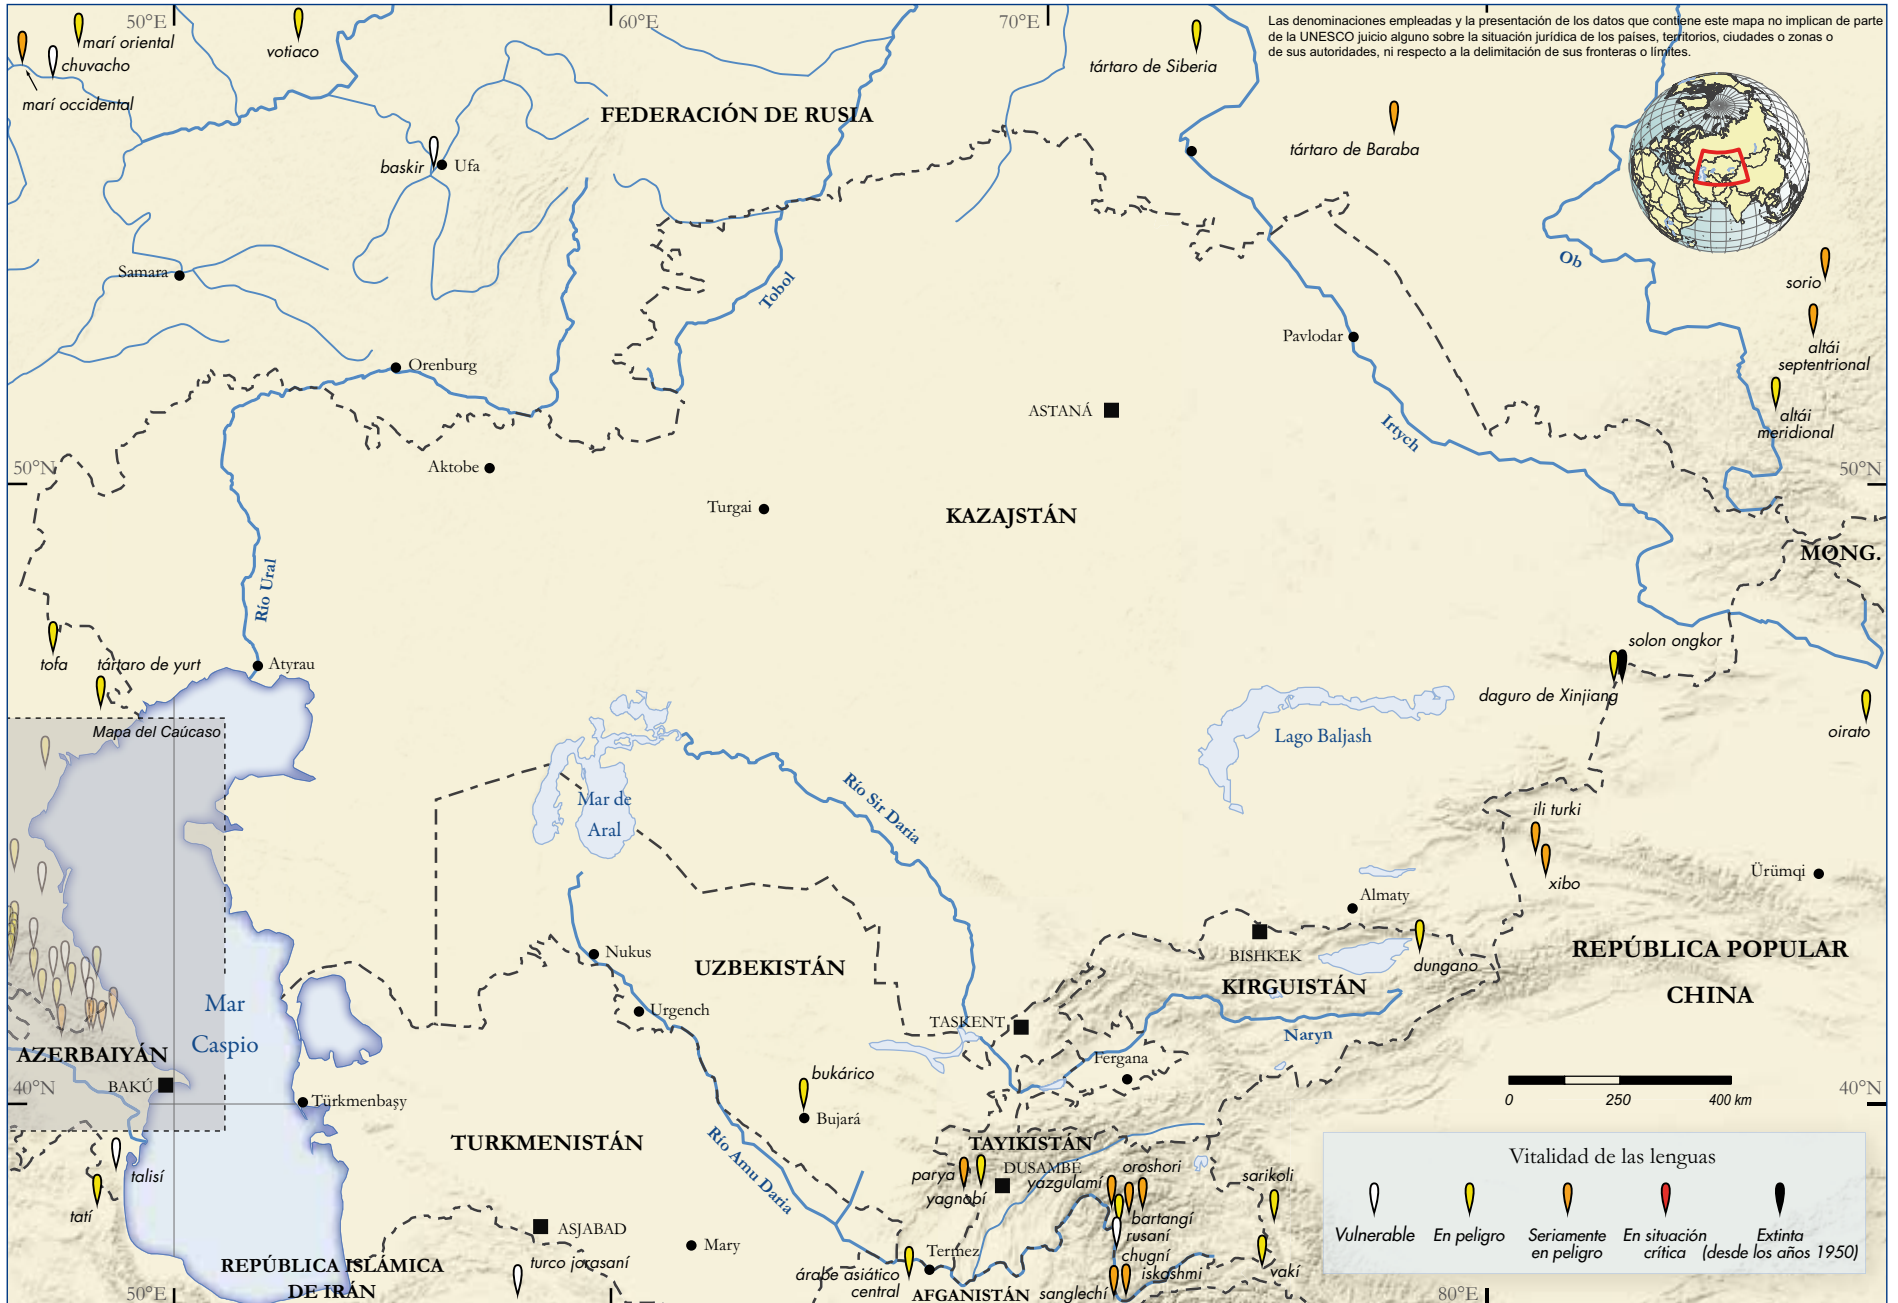 50°E
60°E
70°E
Las denominaciones empleadas y la presentación de los datos que contiene este mapa no implican de parte
de la UNESCO juicio alguno sobre la situación jurídica de los países, territorios, ciudades o zonas o
de sus autoridades, ni respecto a la delimitación de sus fronteras o límites.
marí oriental
chuvacho
marí occidental
votiaco
tártaro de Siberia
FEDERACIÓN DE RUSIA
tártaro de Baraba
baskir
Ufa
Samara
Tobol
Ob
sorio
Pavlodar
altái
septentrional
Orenburg
ASTANÁ
altái
meridional
Irtych
50°N
Aktobe
50°N
Turgai
KAZAJSTÁN
MONG.
Río Ural
tofa
tártaro de yurt
Atyrau
solon ongkor
daguro de Xinjiang
oirato
Mapa del Caúcaso
Lago Baljash
Mar de
Aral
Río Sir Daria
ili turki
xibo
Ürümqi
Almaty
Nukus
UZBEKISTÁN
BISHKEK
dungano
REPÚBLICA POPULAR
CHINA
KIRGUISTÁN
Mar
Caspio
Urgench
TASKENT
Naryn
AZERBAIYÁN
BAKÚ
40°N
Türkmenbaşy
bukárico
Bujará
Fergana
40°N
0
250
400 km
TURKMENISTÁN
Río Amu Daria
TAYIKISTÁN
DUSAMBÉ
parya
yagnobí
yazgulamí
oroshori
sarikoli
bartangí
rusaní
chugní
iskashmi
sanglechí
vakí
talisí
tatí
ASJABAD
Mary
turco jorasaní
árabe asiático
central
Termez
AFGANISTÁN
REPÚBLICA ISLÁMICA
DE IRÁN
50°E
80°E
Vitalidad de las lenguas
Vulnerable
En peligro
Seriamente
en peligro
En situación
crítica
Extinta
(desde los años 1950)